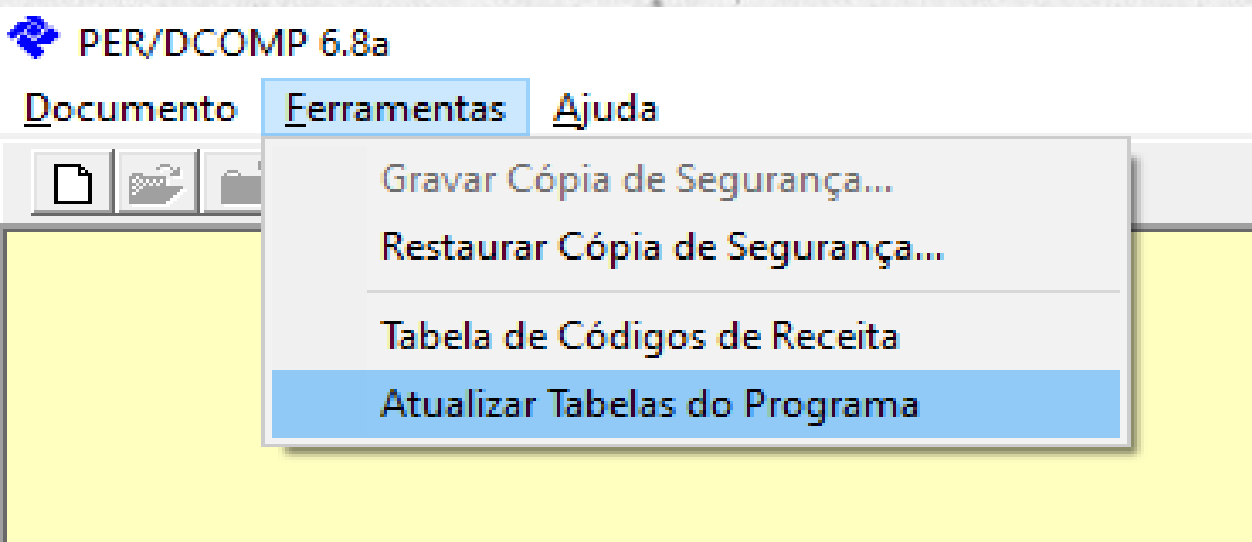 PER/DCOMP 6.8a
Documento Ferramentas Ajuda
Gravar Cópia de Segurança...
Restaurar Cópia de Segurança...
Tabela de Códigos de Receita
Atualizar Tabelas do Programa